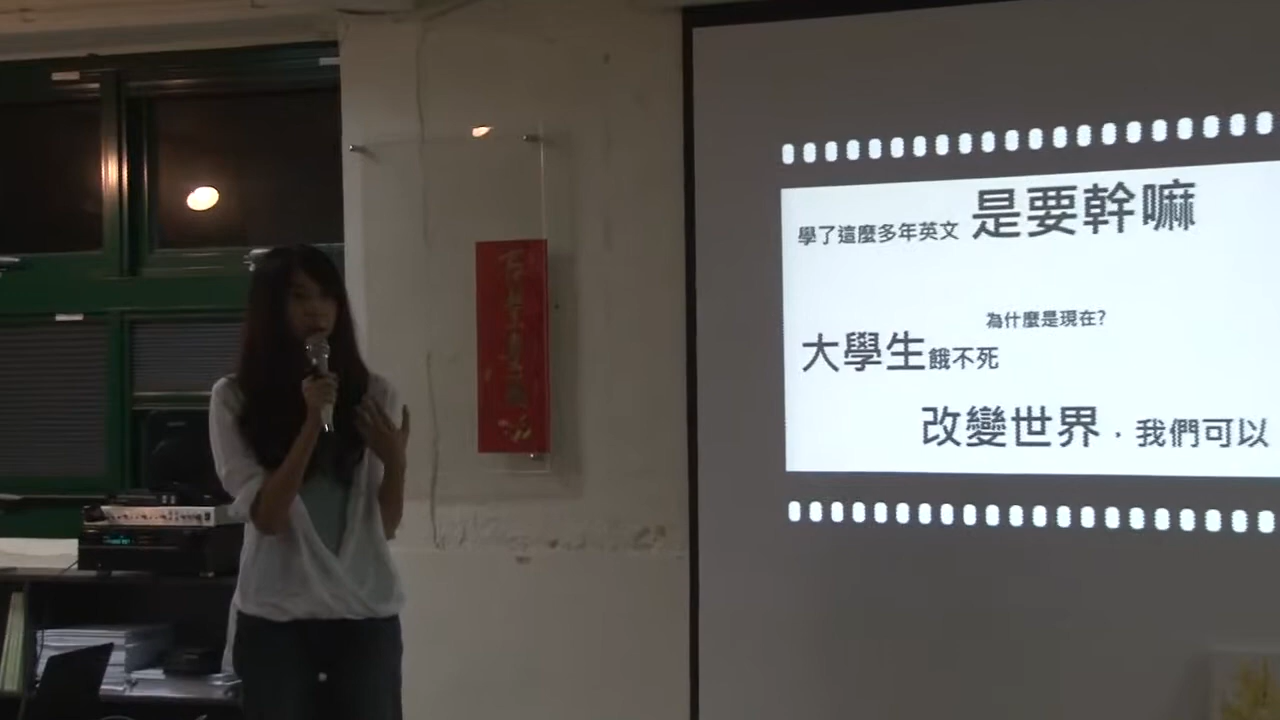 學了這麼多年英文 是要幹嘛
為什麼是現在?
大學生餓不死
改變世界，我們可以